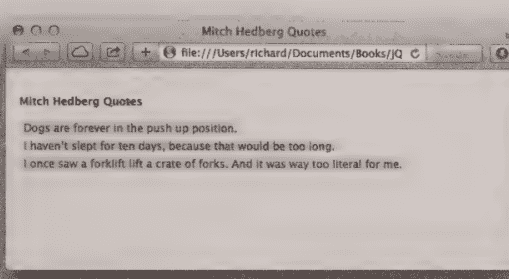 Mitch Hedberg Quotes
file:///Users/richard/Documents/Books/jQ
Mitch Hedberg Quotes
Dogs are forever in the push up position.
I haven't slept for ten days, because that would be too long.
I once saw a forklift lift a crate of forks. And it was way too literal for me.